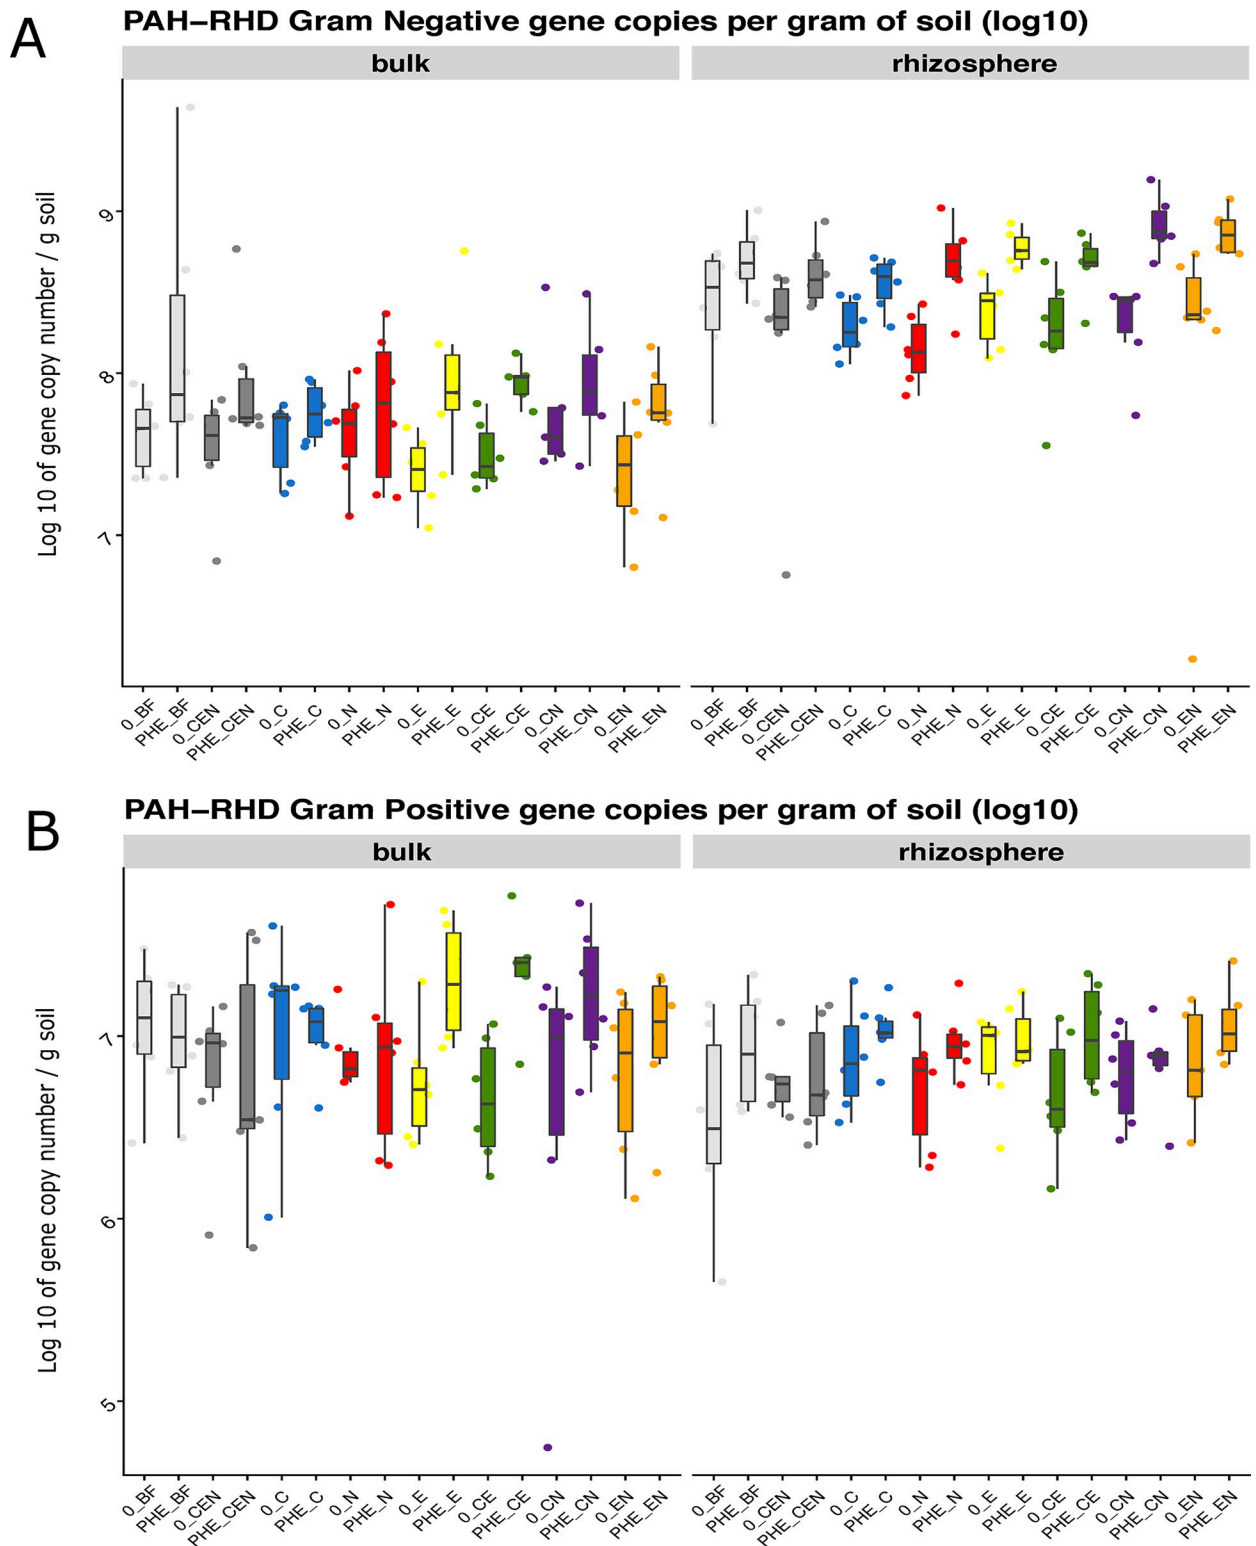 A
PAH−RHD Gram Negative gene copies per gram of soil (log10)
bulk rhizosphere
Log 10 of gene copy number / g soil
9
8
7
0_BF PHE_BF 0_CEN PHE_CEN 0_C PHE_C 0_N PHE_N 0_E PHE_E 0_CE PHE_CE 0_CN PHE_CN 0_EN PHE_EN 0_BF PHE_BF 0_CEN PHE_CEN 0_C PHE_C 0_N PHE_N 0_E PHE_E 0_CE PHE_CE 0_CN PHE_CN 0_EN PHE_EN
B
PAH−RHD Gram Positive gene copies per gram of soil (log10)
bulk rhizosphere
Log 10 of gene copy number / g soil
7
6
5
0_BF PHE_BF 0_CEN PHE_CEN 0_C PHE_C 0_N PHE_N 0_E PHE_E 0_CE PHE_CE 0_CN PHE_CN 0_EN PHE_EN 0_BF PHE_BF 0_CEN PHE_CEN 0_C PHE_C 0_N PHE_N 0_E PHE_E 0_CE PHE_CE 0_CN PHE_CN 0_EN PHE_EN